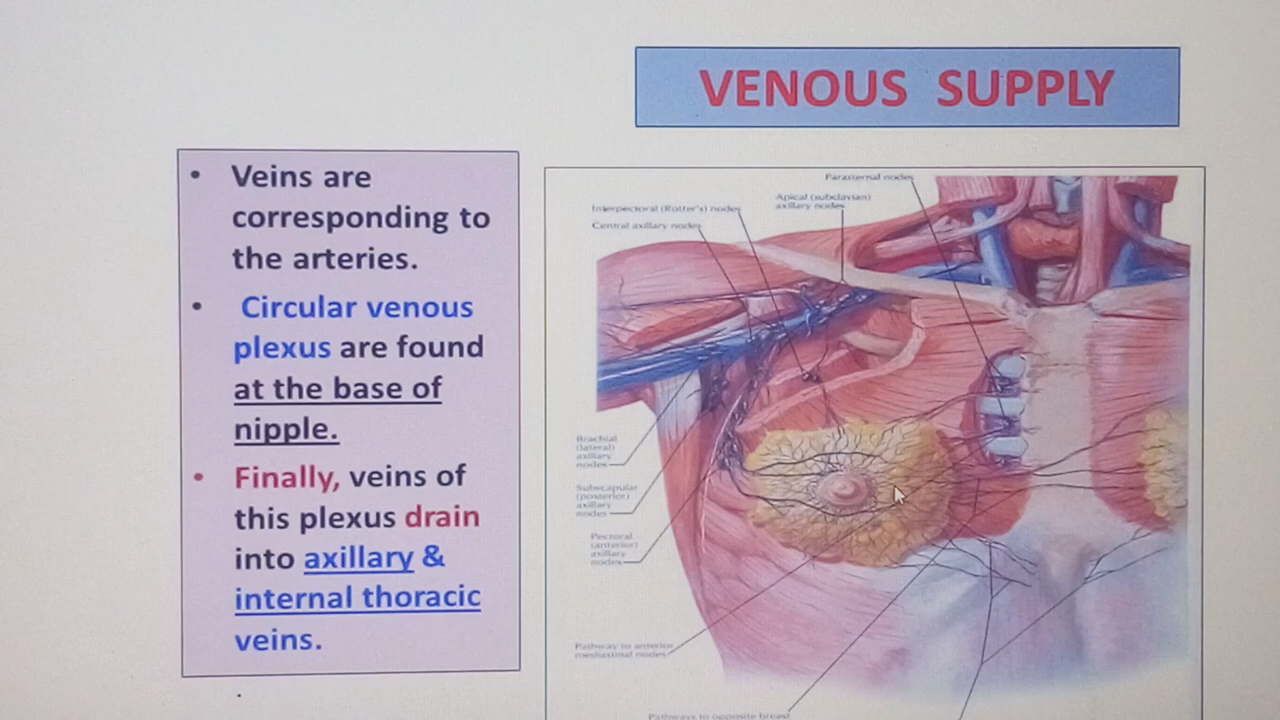 VENOUS SUPPLY
• Veins are
corresponding to
the arteries.
• Circular venous
plexus are found
at the base of
nipple.
• Finally, veins of
this plexus drain
into axillary &
internal thoracic
veins.
Parasternal nodes
Apical (subclavian)
axillary nodes
Interpectoral (Rotter's) nodes
Central axillary nodes
Brachial
(lateral)
axillary
nodes
Subscapular
(posterior)
axillary
nodes
Pectoral
(anterior)
axillary
nodes
Pathway to anterior
mediastinal nodes
Pathways to opposite breast